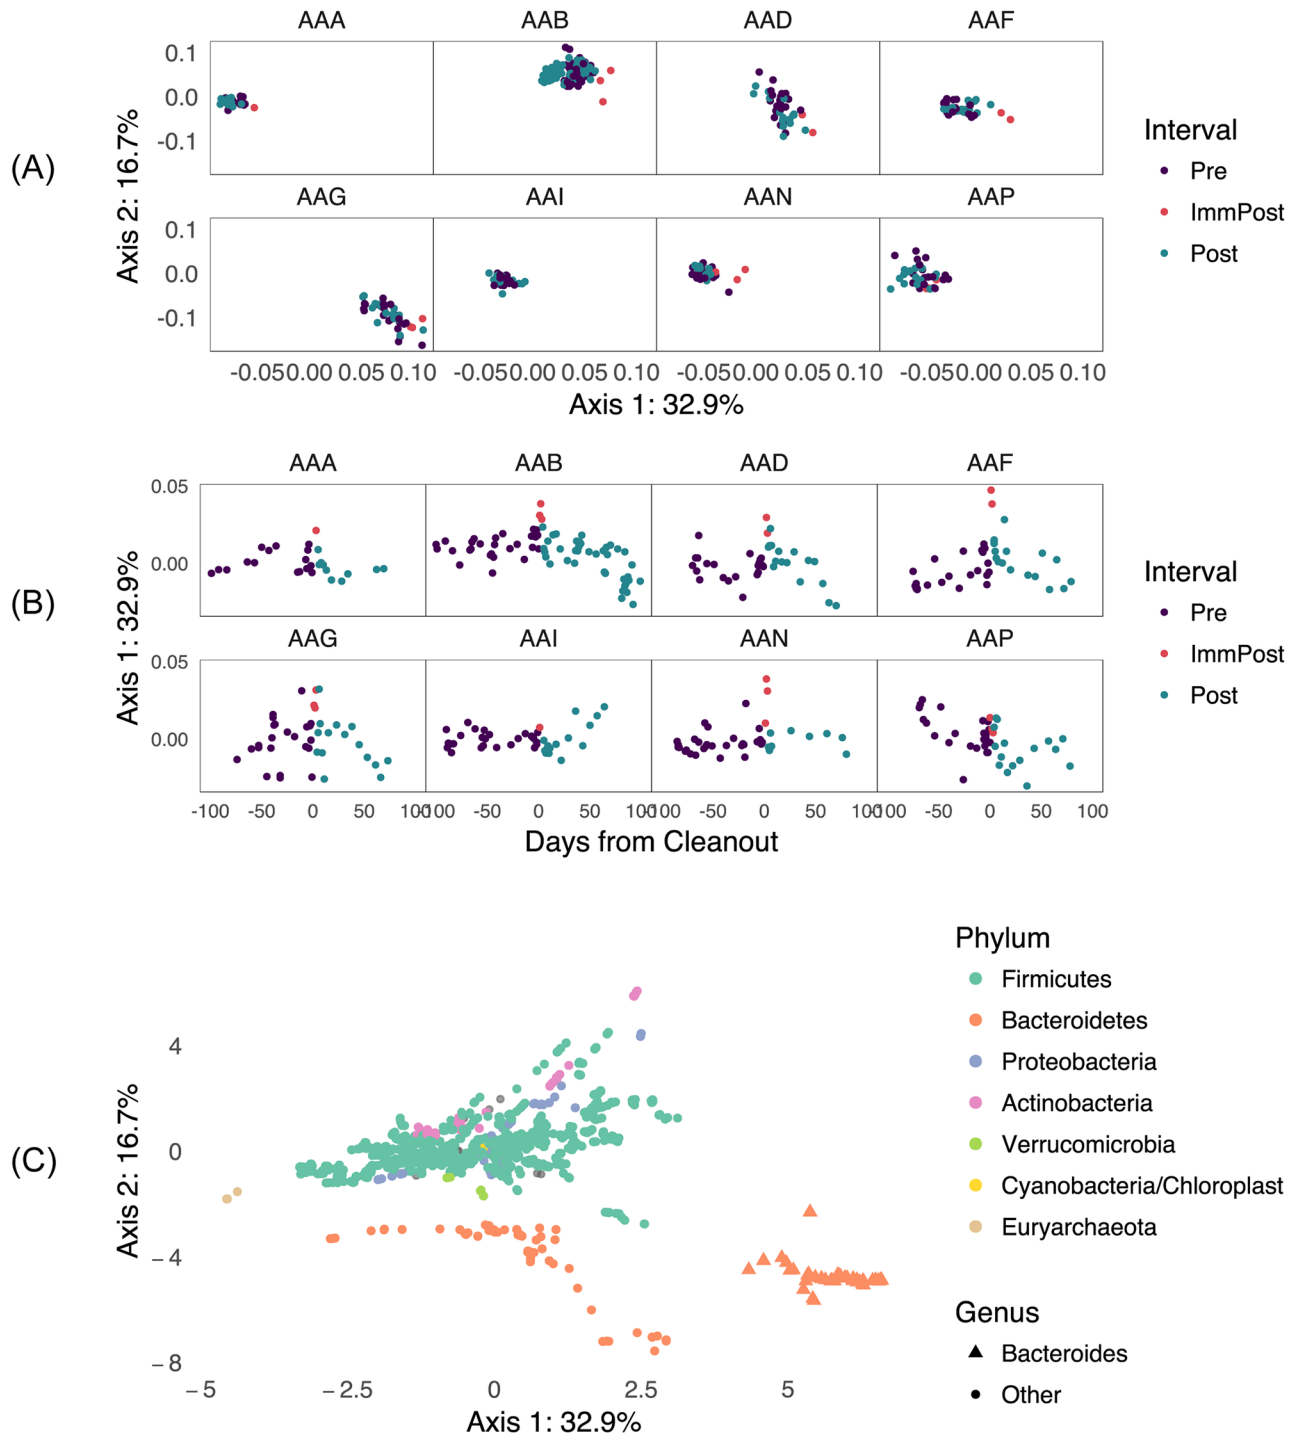 (A)
AAA AAB AAD AAF
0.1
0.0
-0.1
AAG AAI AAN AAP
0.1
0.0
-0.1
Axis 2: 16.7%
-0.050.00 0.05 0.10 -0.050.00 0.05 0.10 -0.050.00 0.05 0.10 -0.050.00 0.05 0.10
Axis 1: 32.9%
Interval
Pre
ImmPost
Post
(B)
AAA AAB AAD AAF
0.05
0.00
AAG AAI AAN AAP
0.05
0.00
Axis 1: 32.9%
-100 -50 0 50 100 -100 -50 0 50 100 -100 -50 0 50 100 -100 -50 0 50 100
Days from Cleanout
Interval
Pre
ImmPost
Post
(C)
4
0
−4
−8
Axis 2: 16.7%
−5 −2.5 0 2.5 5
Axis 1: 32.9%
Phylum
Firmicutes
Bacteroidetes
Proteobacteria
Actinobacteria
Verrucomicrobia
Cyanobacteria/Chloroplast
Euryarchaeota
Genus
Bacteroides
Other